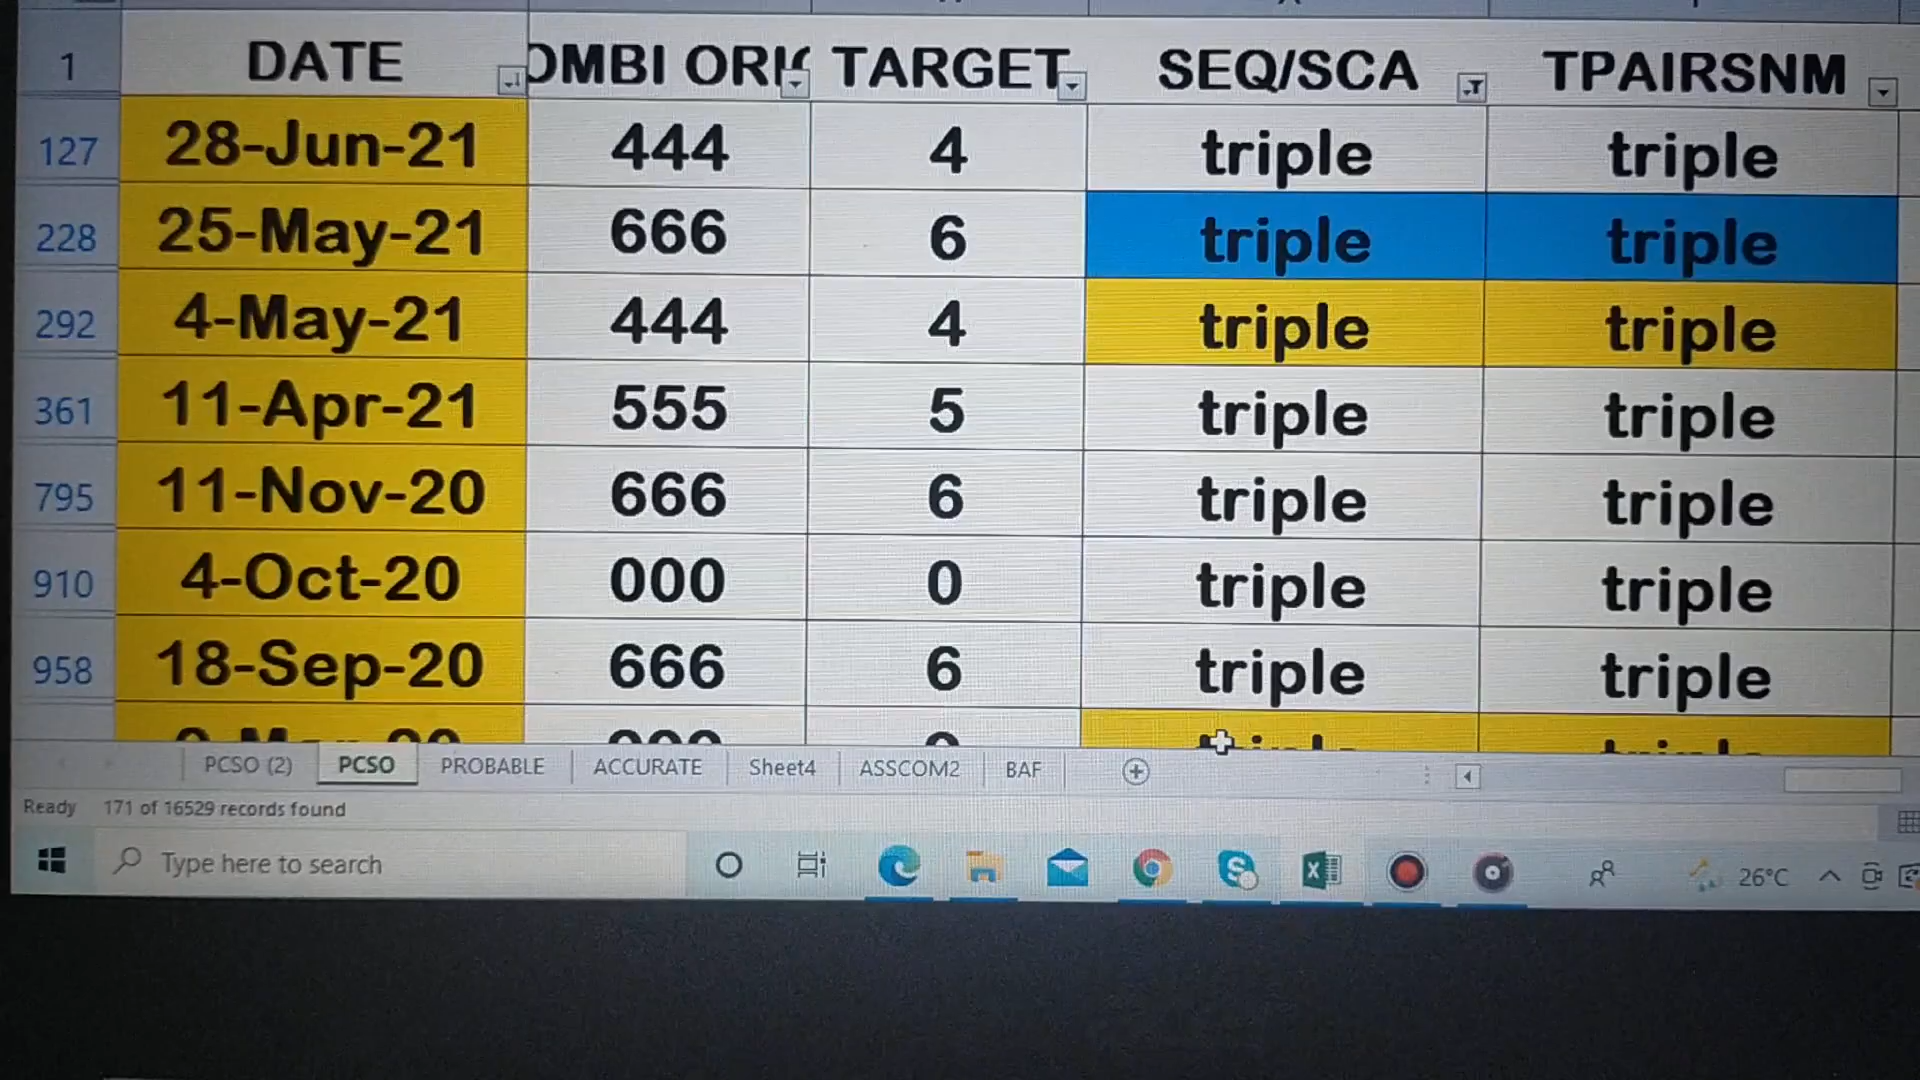 1 DATE OMBI ORI TARGET SEQ/SCA TPAIRSNM
127 28-Jun-21 444 4 triple triple
228 25-May-21 666 6 triple triple
292 4-May-21 444 4 triple triple
361 11-Apr-21 555 5 triple triple
795 11-Nov-20 666 6 triple triple
910 4-Oct-20 000 0 triple triple
958 18-Sep-20 666 6 triple triple
PCSO (2) PCSO PROBABLE ACCURATE Sheet4 ASSCOM2 BAF
Ready 171 of 16529 records found
Type here to search 26°C